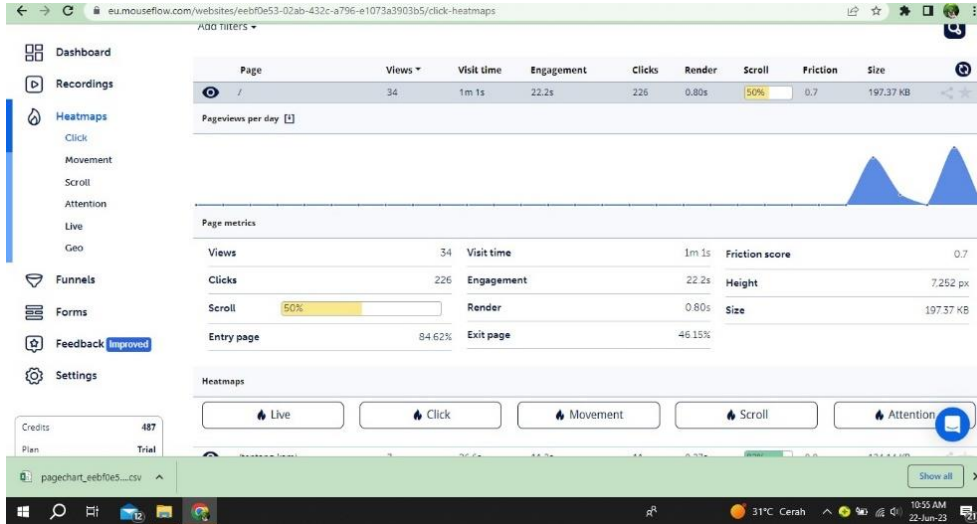 eu.mouseflow.com/websites/eebf0e53-02ab-432c-a796-e1073a3903b5/click-heatmaps
Add filters
Dashboard
Recordings
Heatmaps
Click
Movement
Scroll
Attention
Live
Geo
Funnels
Forms
Feedback Improved
Settings
Credits 487
Plan Trial
Page Views Visit time Engagement Clicks Render Scroll Friction Size
/ 34 1m 1s 22.2s 226 0.80s 50% 0.7 197.37 KB
Pageviews per day
Page metrics
Views 34 Visit time 1m 1s Friction score 0.7
Clicks 226 Engagement 22.2s Height 7,252 px
Scroll 50% Render 0.80s Size 197.37 KB
Entry page 84.62% Exit page 46.15%
Heatmaps
Live Click Movement Scroll Attention
pagechart_eebf0e5....csv Show all
12 31°C Cerah 10:55 AM
22-Jun-23